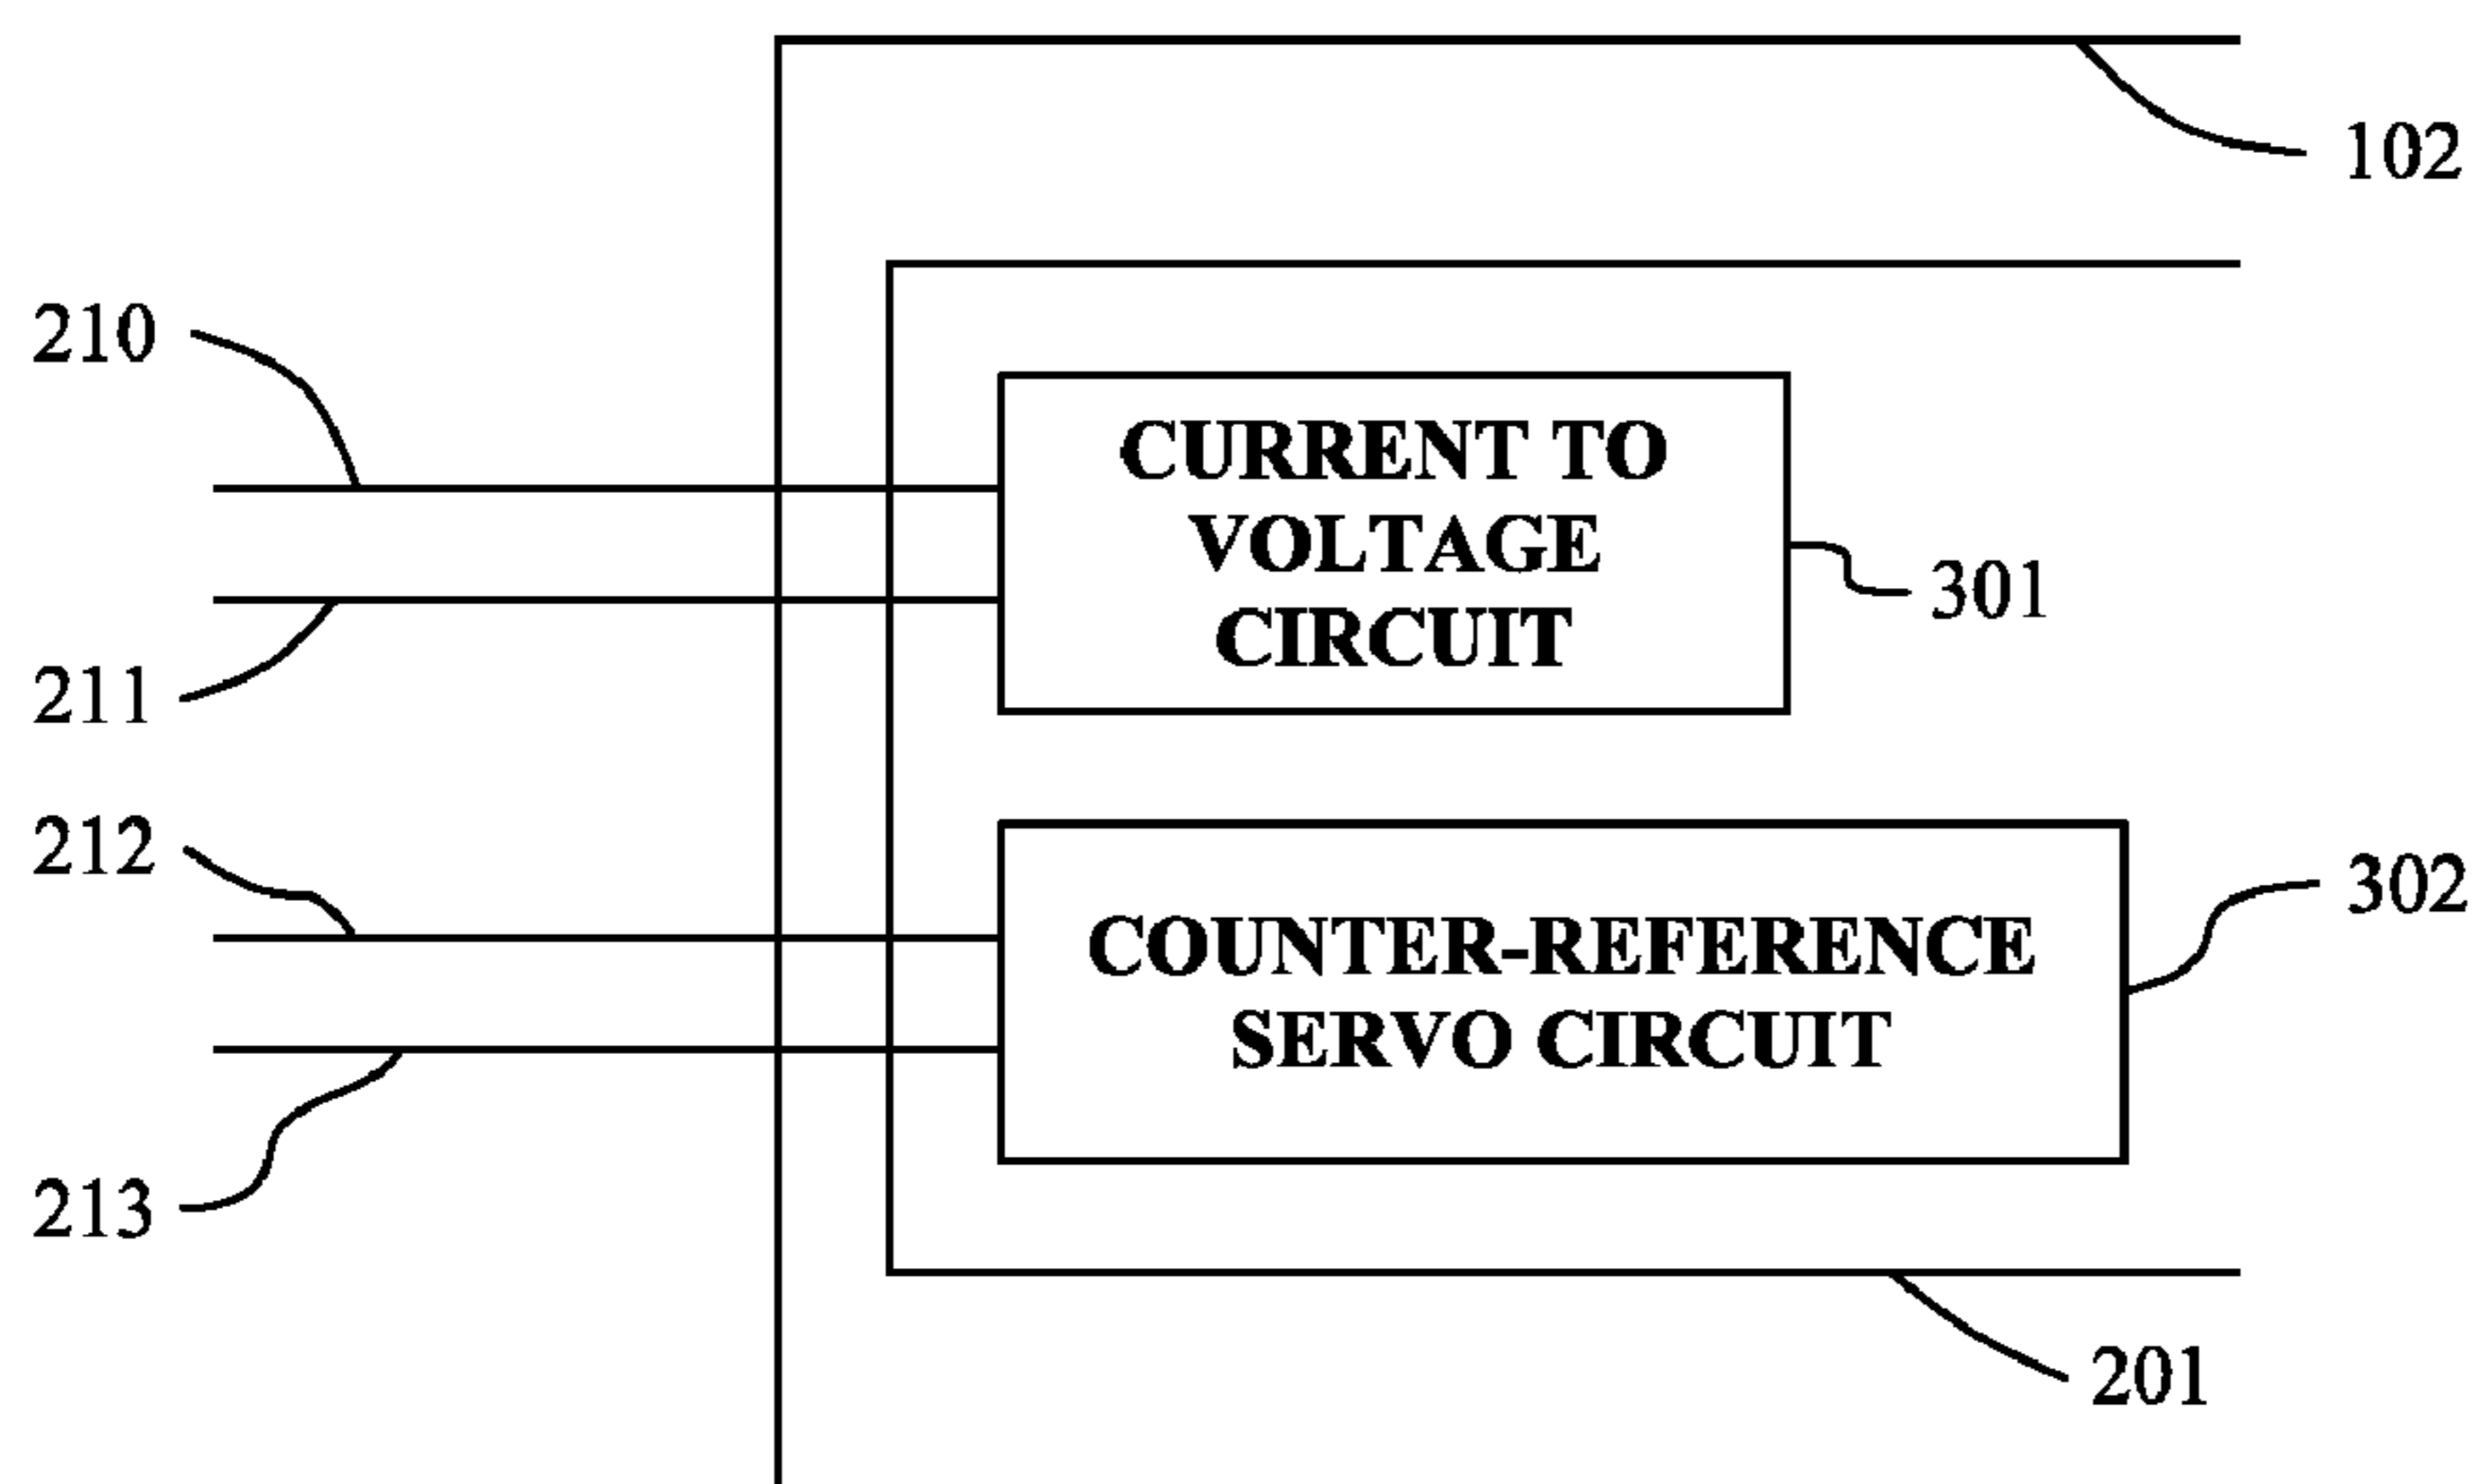 102
210
CURRENT TO
VOLTAGE
CIRCUIT
301
211
212
302
COUNTER-REFERENCE
SERVO CIRCUIT
213
201